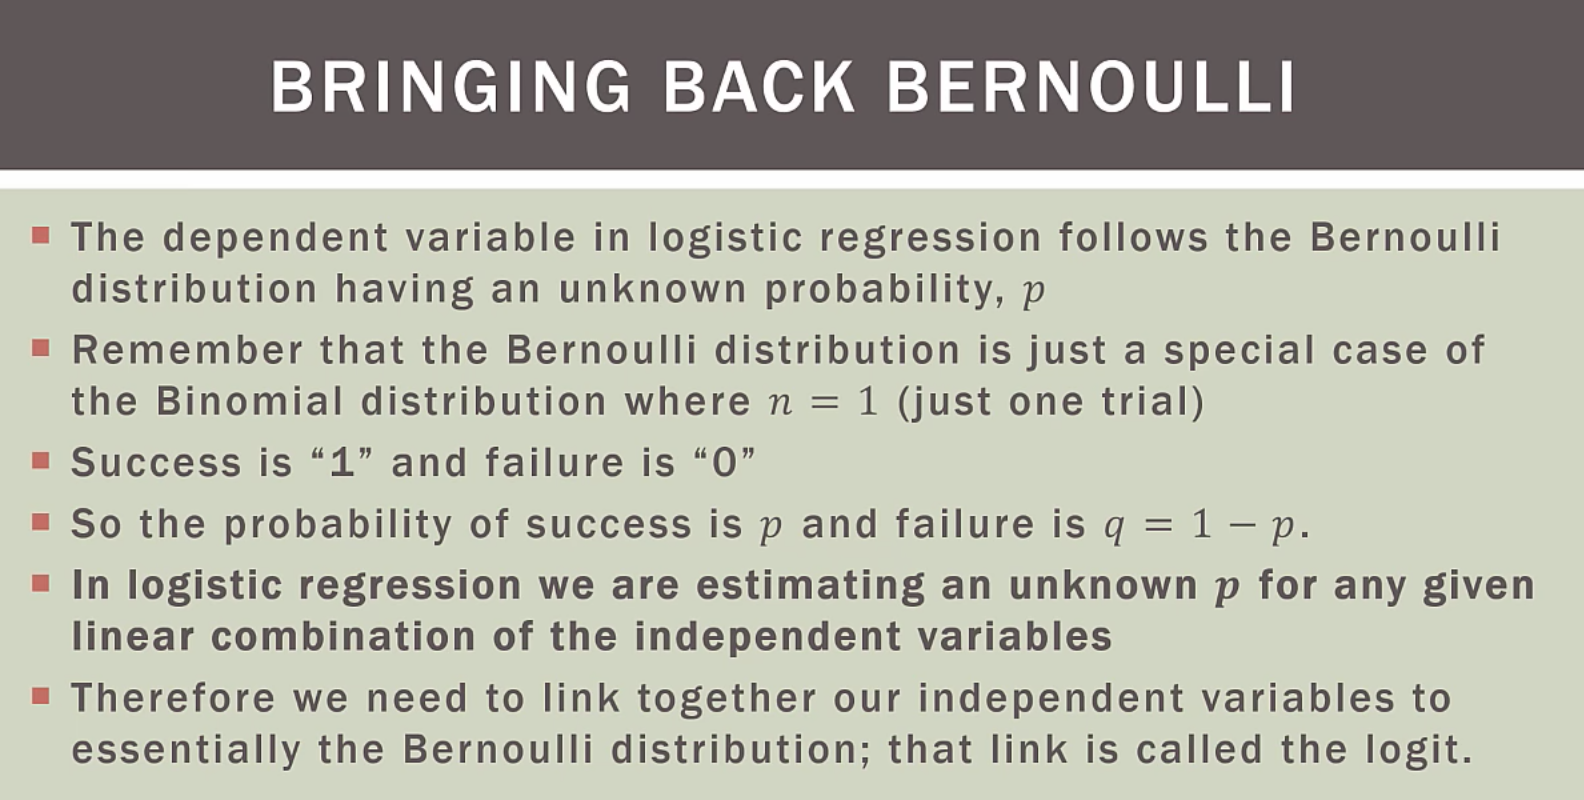 BRINGING BACK BERNOULLI
The dependent variable in logistic regression follows the Bernoulli
distribution having an unknown probability, p
Remember that the Bernoulli distribution is just a special case of
the Binomial distribution where n = 1 (just one trial)
Success is “1” and failure is “0”
So the probability of success is p and failure is q = 1 − p.
In logistic regression we are estimating an unknown p for any given
linear combination of the independent variables
Therefore we need to link together our independent variables to
essentially the Bernoulli distribution; that link is called the logit.